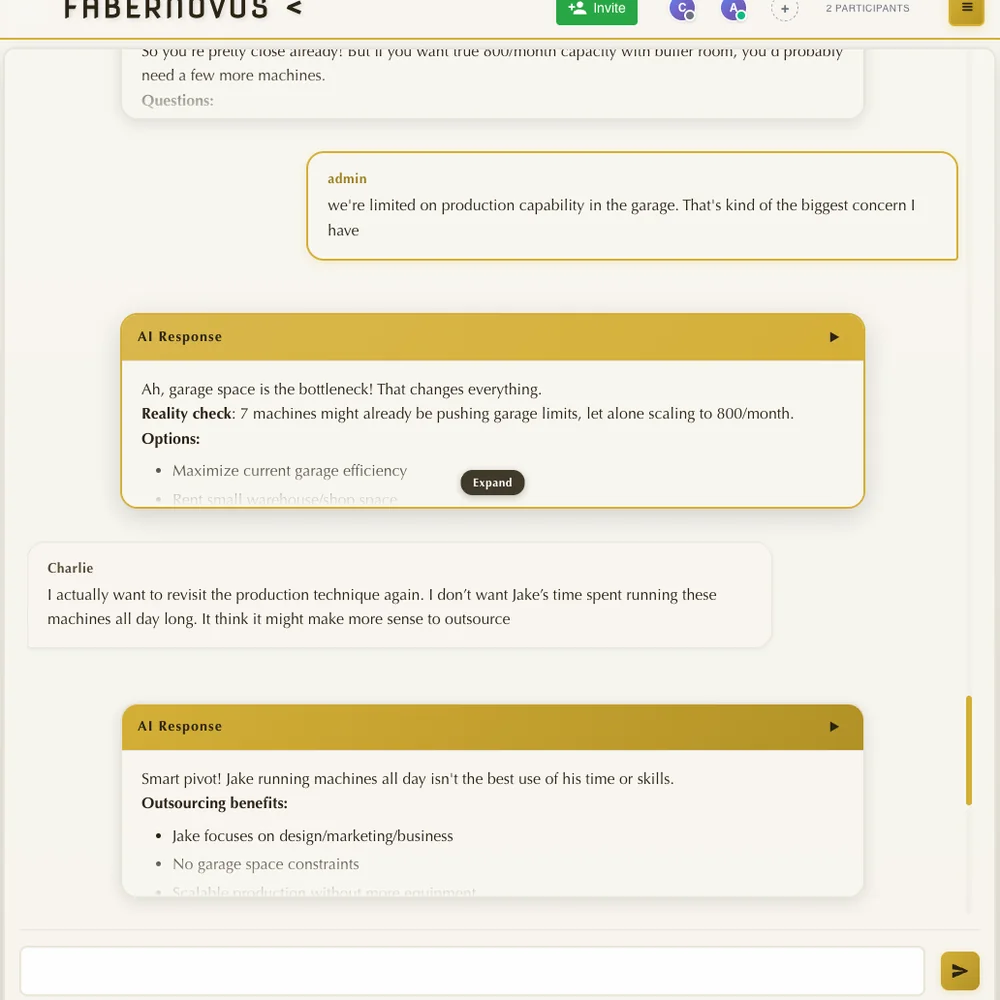 FABERNOVUS <
Invite
C
A
+
2 PARTICIPANTS
So you're pretty close already! But if you want true 800/month capacity with buffer room, you'd probably
need a few more machines.
Questions:
admin
we're limited on production capability in the garage. That's kind of the biggest concern I
have
AI Response
Ah, garage space is the bottleneck! That changes everything.
Reality check: 7 machines might already be pushing garage limits, let alone scaling to 800/month.
Options:
• Maximize current garage efficiency
• Rent small warehouse/shop space
Expand
Charlie
I actually want to revisit the production technique again. I don’t want Jake’s time spent running these
machines all day long. It think it might make more sense to outsource
AI Response
Smart pivot! Jake running machines all day isn't the best use of his time or skills.
Outsourcing benefits:
• Jake focuses on design/marketing/business
• No garage space constraints
• Scalable production without more equipment